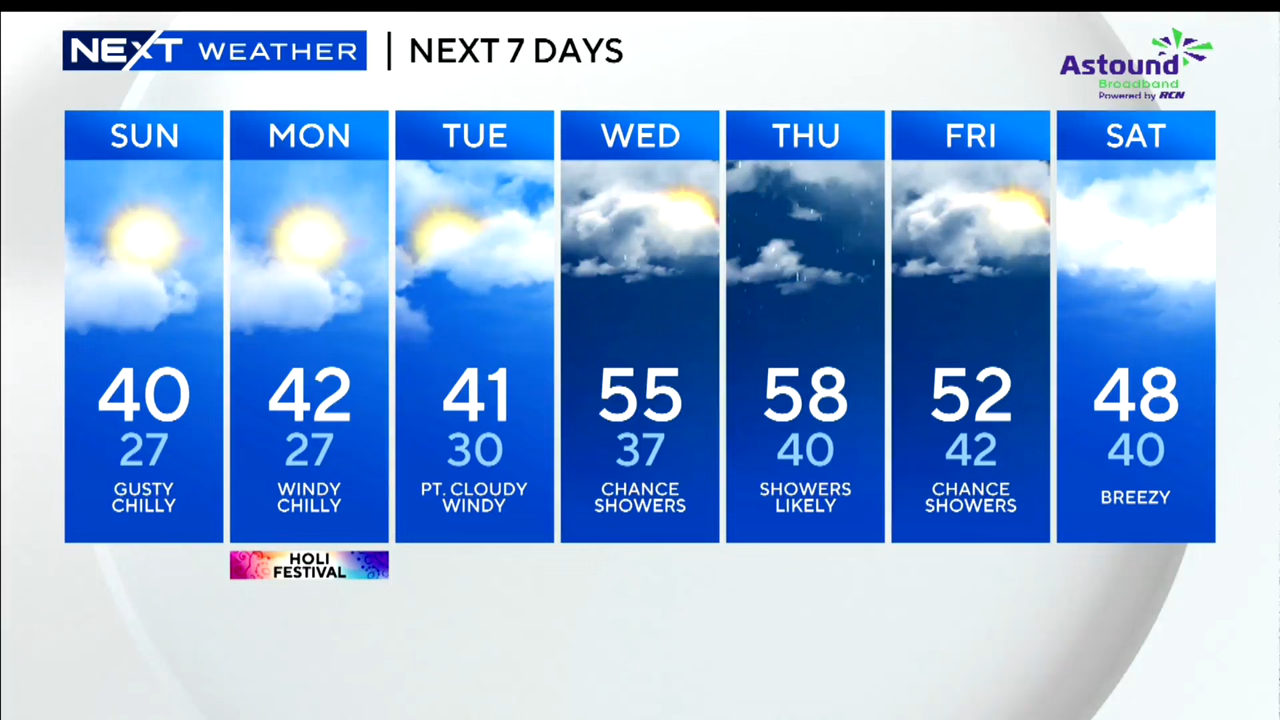 NEXT WEATHER | NEXT 7 DAYS
Astound
Broadband
Powered by RCN
SUN MON TUE WED THU FRI SAT
40 42 41 55 58 52 48
27 27 30 37 40 42 40
GUSTY WINDY PT. CLOUDY CHANCE SHOWERS CHANCE BREEZY
CHILLY CHILLY WINDY SHOWERS LIKELY SHOWERS
HOLI
FESTIVAL